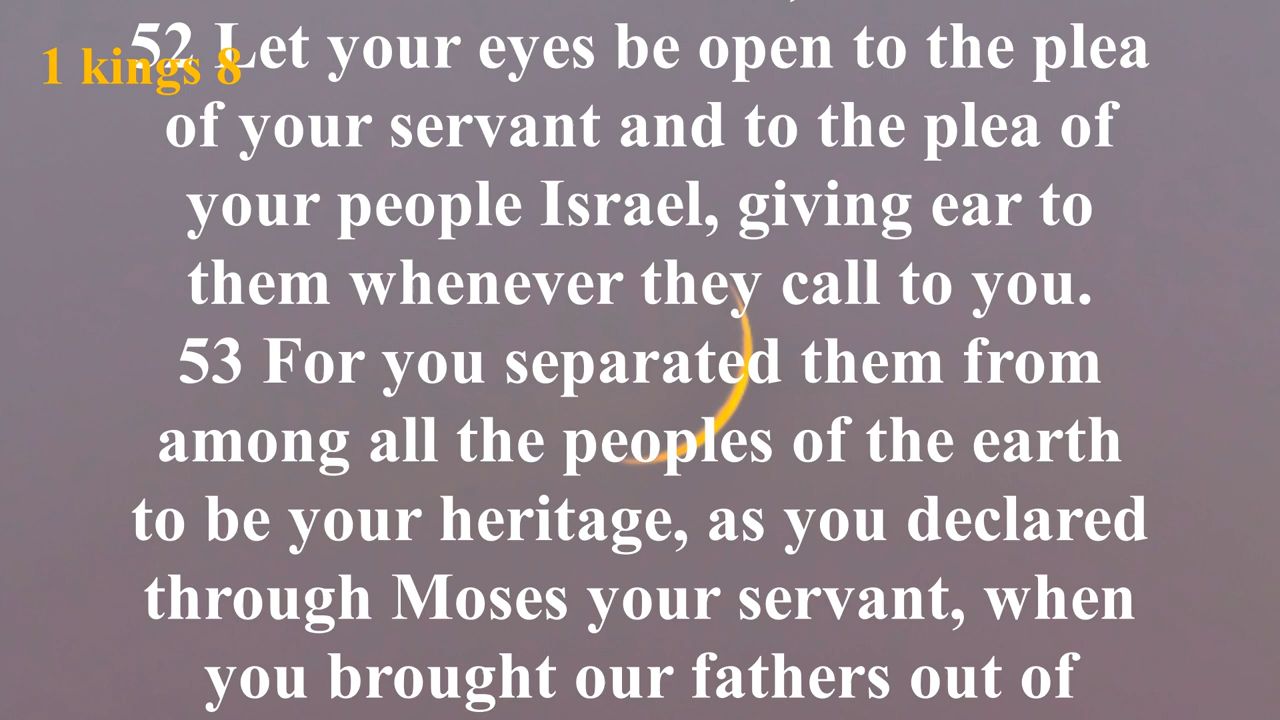 1 kings 8
52 Let your eyes be open to the plea
of your servant and to the plea of
your people Israel, giving ear to
them whenever they call to you.
53 For you separated them from
among all the peoples of the earth
to be your heritage, as you declared
through Moses your servant, when
you brought our fathers out of